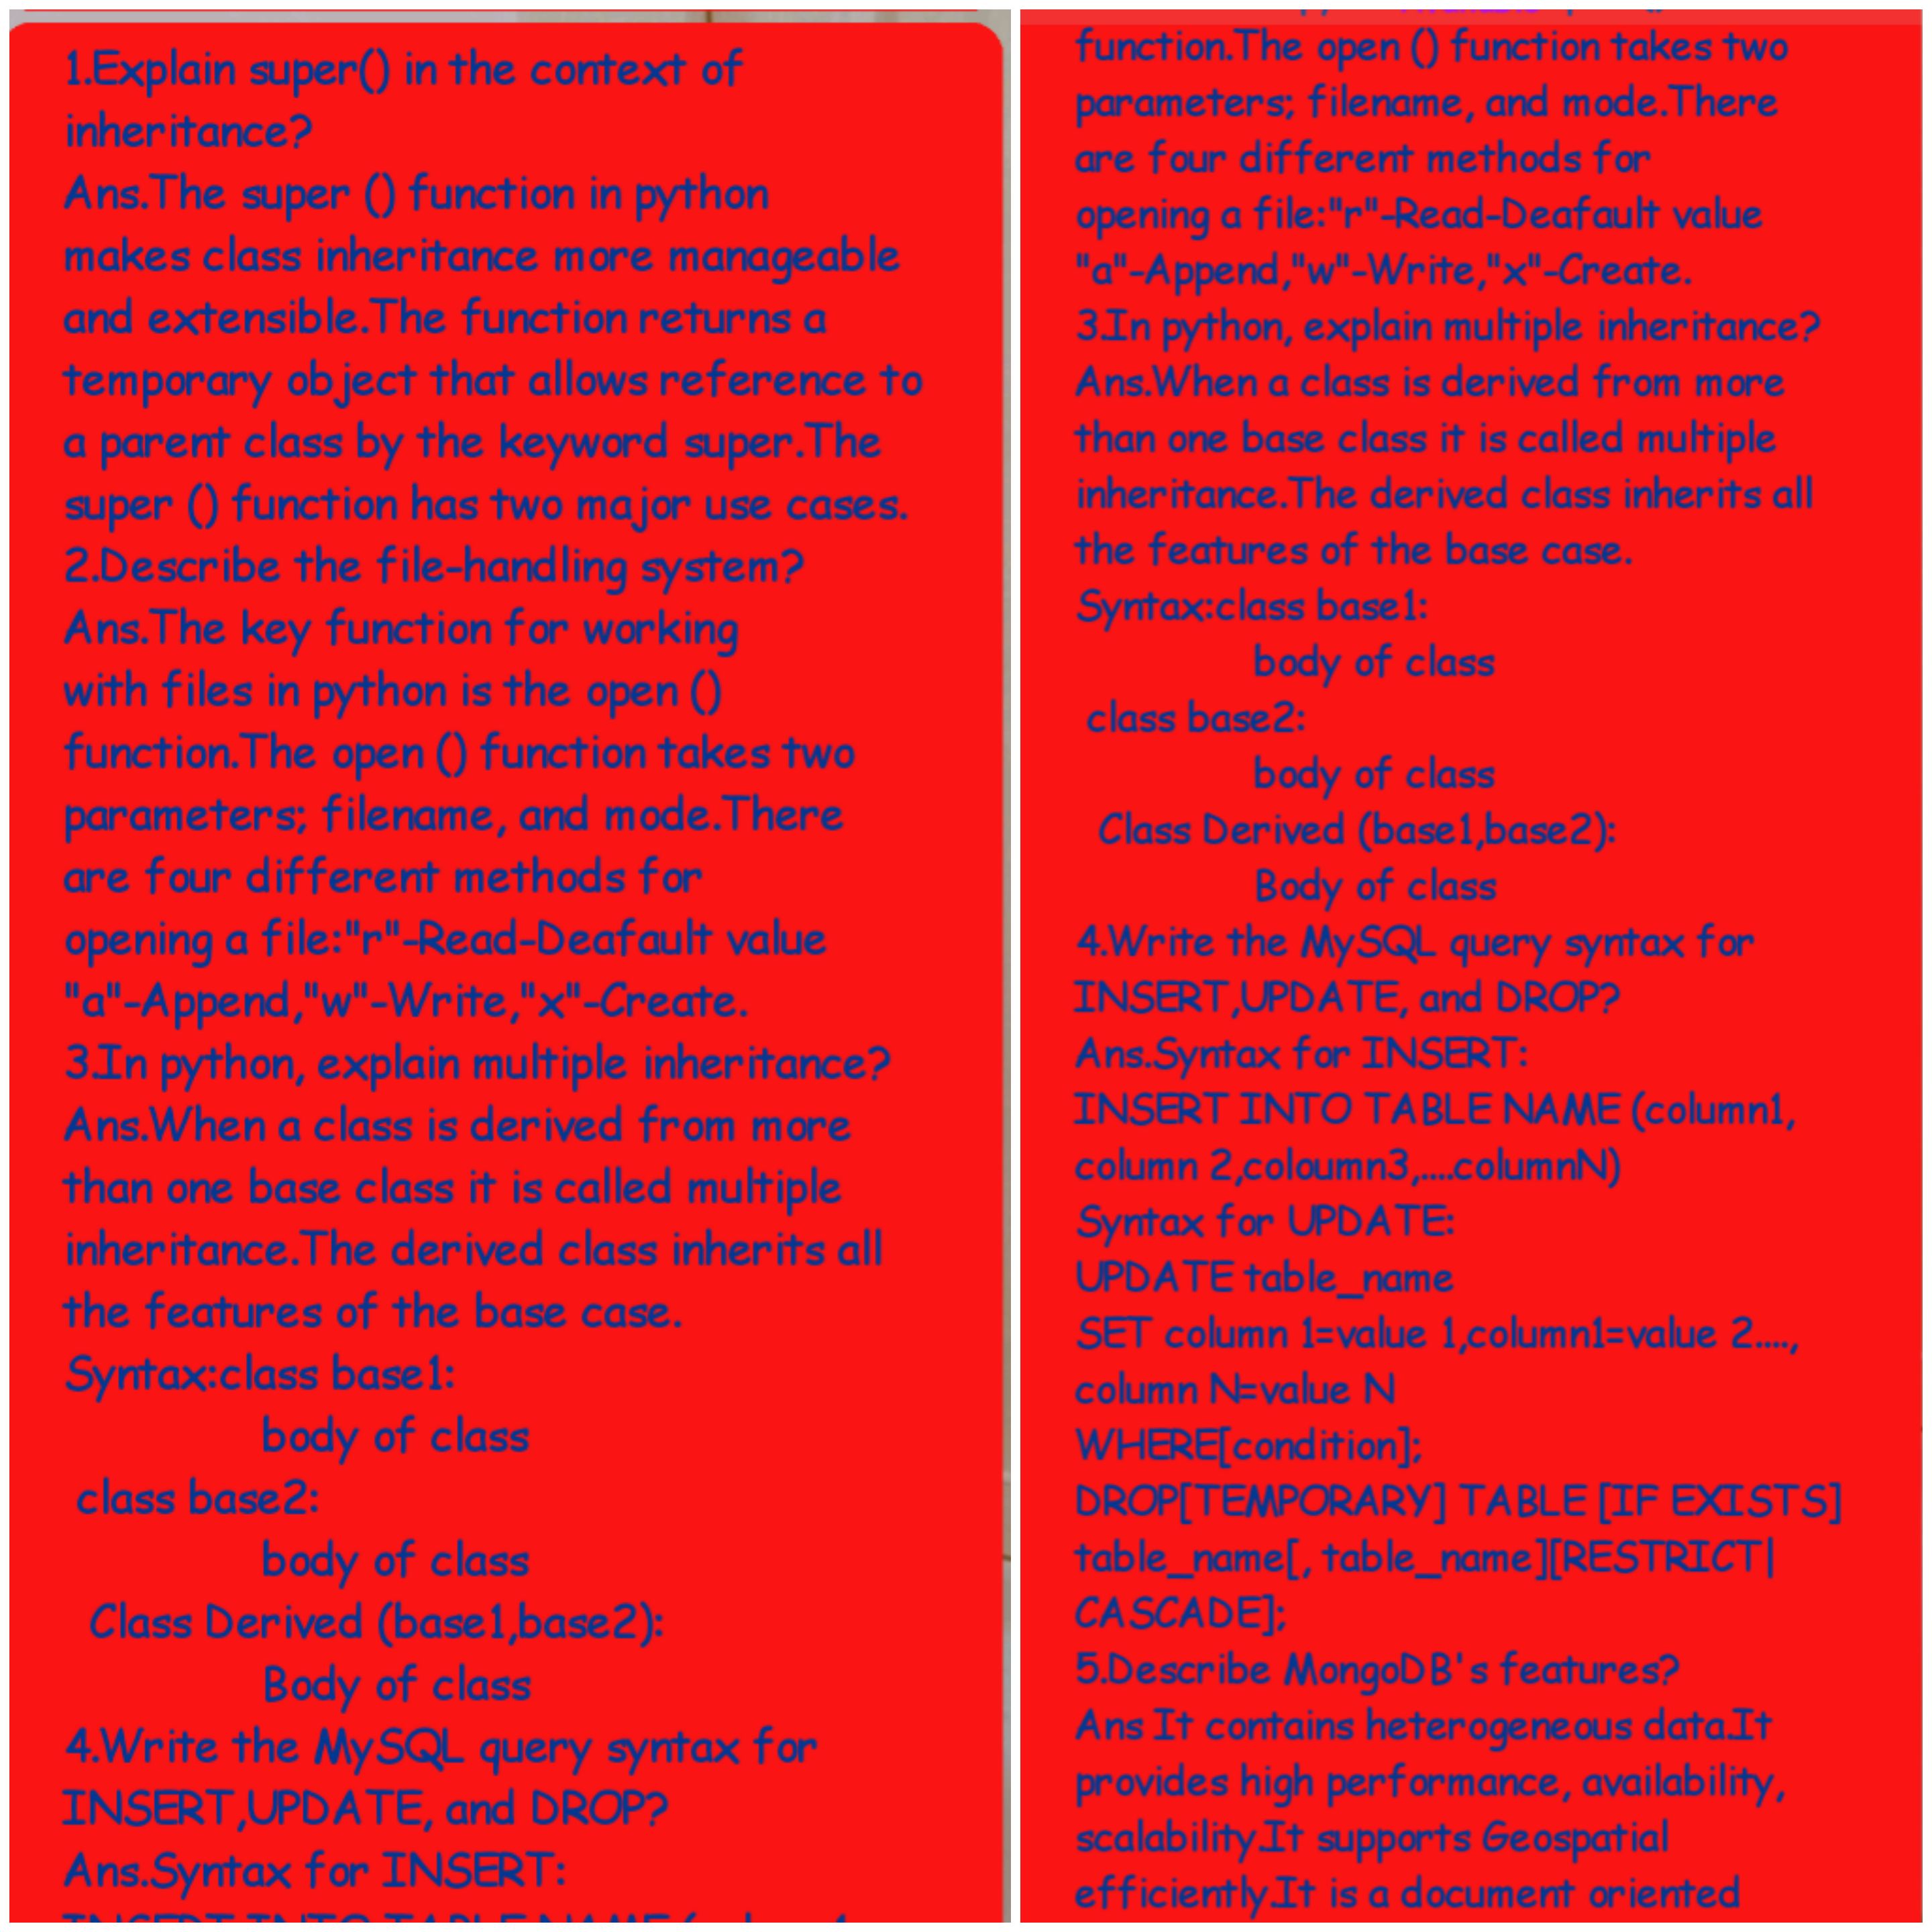 1.Explain super() in the context of
inheritance?
Ans.The super () function in python
makes class inheritance more manageable
and extensible.The function returns a
temporary object that allows reference to
a parent class by the keyword super.The
super () function has two major use cases.
2.Describe the file-handling system?
Ans.The key function for working
with files in python is the open ()
function.The open () function takes two
parameters; filename, and mode.There
are four different methods for
opening a file:"r"-Read-Deafault value
"a"-Append,"w"-Write,"x"-Create.
3.In python, explain multiple inheritance?
Ans.When a class is derived from more
than one base class it is called multiple
inheritance.The derived class inherits all
the features of the base case.
Syntax:class base1:
body of class
class base2:
body of class
Class Derived (base1,base2):
Body of class
4.Write the MySQL query syntax for
INSERT,UPDATE, and DROP?
Ans.Syntax for INSERT:
function.The open () function takes two
parameters; filename, and mode.There
are four different methods for
opening a file:"r"-Read-Deafault value
"a"-Append,"w"-Write,"x"-Create.
3.In python, explain multiple inheritance?
Ans.When a class is derived from more
than one base class it is called multiple
inheritance.The derived class inherits all
the features of the base case.
Syntax:class base1:
body of class
class base2:
body of class
Class Derived (base1,base2):
Body of class
4.Write the MySQL query syntax for
INSERT,UPDATE, and DROP?
Ans.Syntax for INSERT:
INSERT INTO TABLE NAME (column1,
column 2,coloumn3,....columnN)
Syntax for UPDATE:
UPDATE table_name
SET column 1=value 1,column1=value 2....,
column N=value N
WHERE[condition];
DROP[TEMPORARY] TABLE [IF EXISTS]
table_name[, table_name][RESTRICT|
CASCADE];
5.Describe MongoDB's features?
Ans It contains heterogeneous data.It
provides high performance, availability,
scalability.It supports Geospatial
efficiently.It is a document oriented